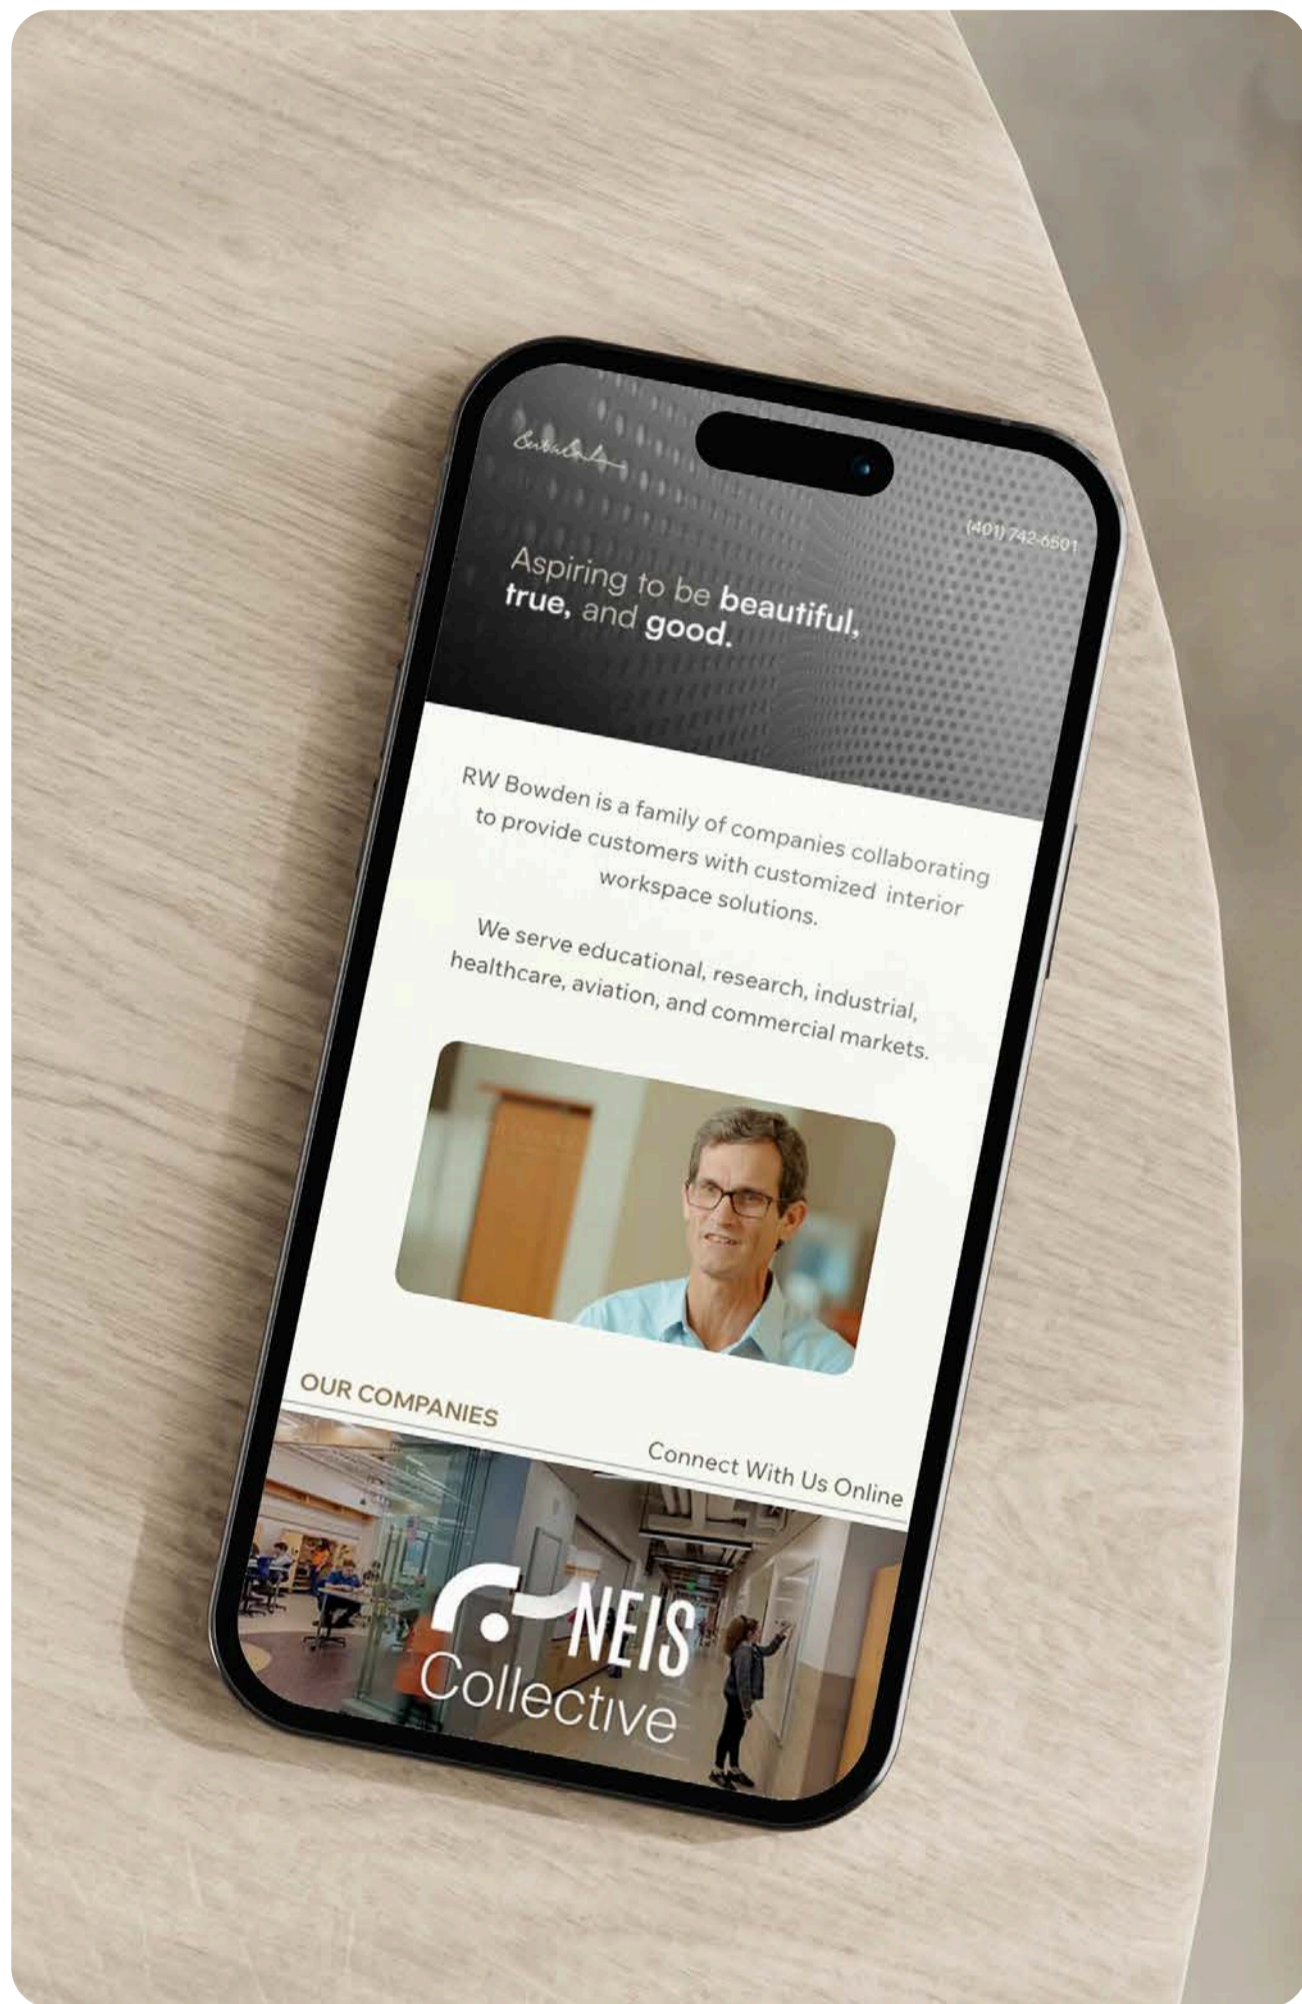 (401) 742-6501
Aspiring to be beautiful,
true, and good.
RW Bowden is a family of companies collaborating
to provide customers with customized interior
workspace solutions.
We serve educational, research, industrial,
healthcare, aviation, and commercial markets.
OUR COMPANIES
Connect With Us Online
NEIS
Collective